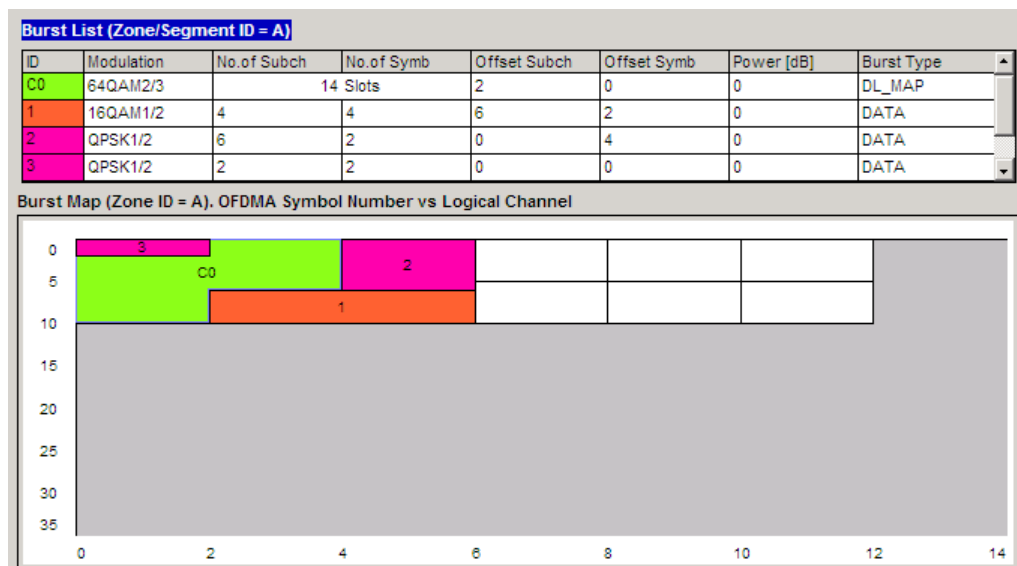 Burst List (Zone/Segment ID = A)
ID Modulation No.of Subch No.of Symb Offset Subch Offset Symb Power [dB] Burst Type
C0 64QAM2/3 14 Slots 2 0 0 DL_MAP
1 16QAM1/2 4 4 6 2 0 DATA
2 QPSK1/2 6 2 0 4 0 DATA
3 QPSK1/2 2 2 0 0 0 DATA
Burst Map (Zone ID = A). OFDMA Symbol Number vs Logical Channel
0 3
C0 2
5
1
10
15
20
25
30
35
0 2 4 6 8 10 12 14